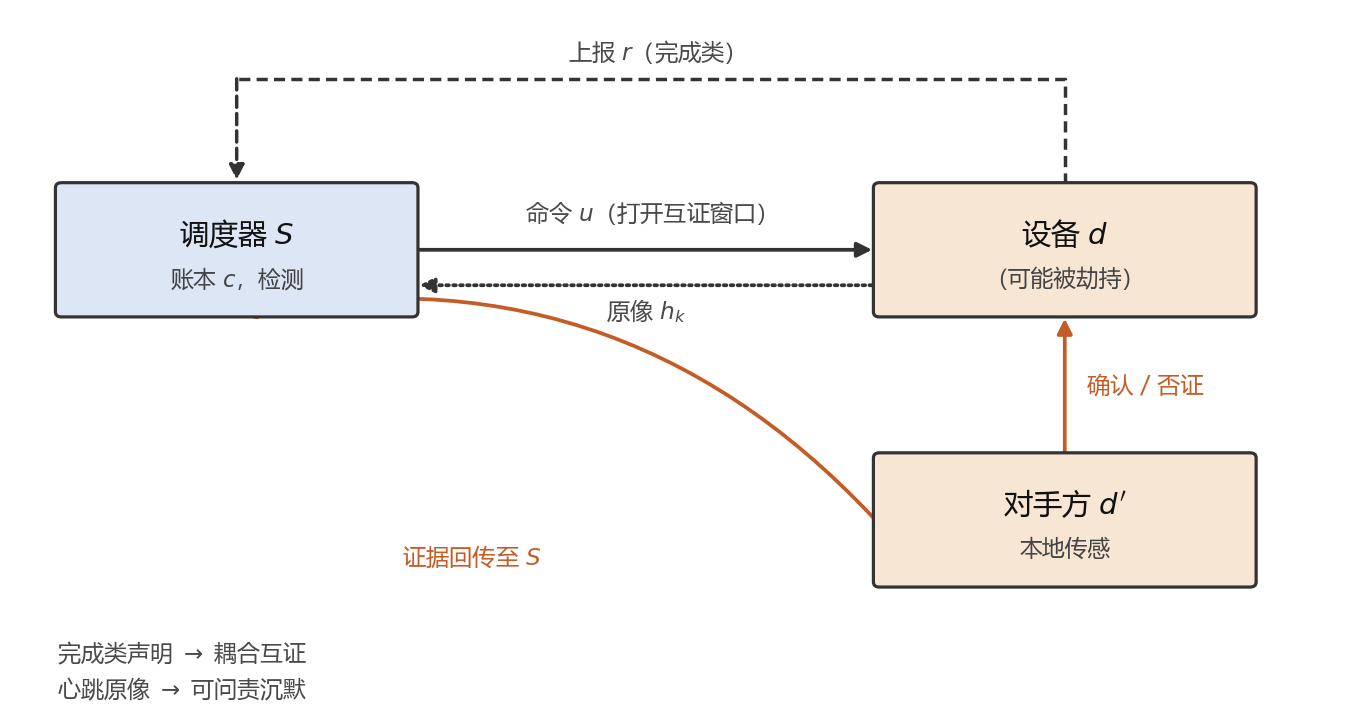 上报 r（完成类）
命令 u（打开互证窗口）
调度器 S
账本 c，检测
设备 d
（可能被劫持）
原像 hₖ
确认 / 否证
对手方 d′
本地传感
证据回传至 S
完成类声明 → 耦合互证
心跳原像 → 可问责沉默